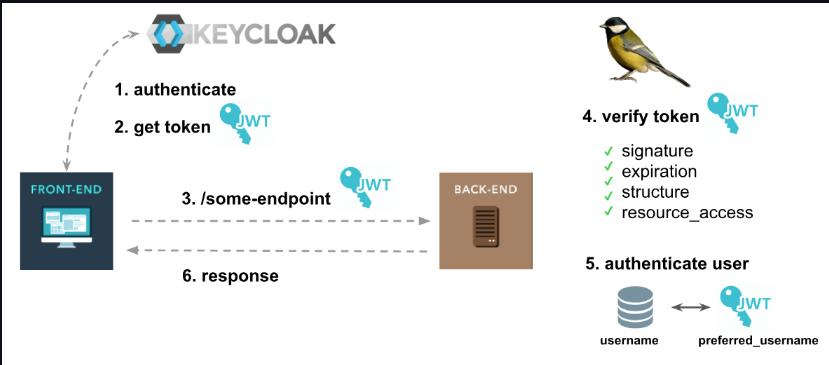 KEYCLOAK
1. authenticate
2. get token
JWT
FRONT-END
3. /some-endpoint
JWT
BACK-END
6. response
4. verify token
JWT
✓ signature
✓ expiration
✓ structure
✓ resource_access
5. authenticate user
JWT
username
preferred_username